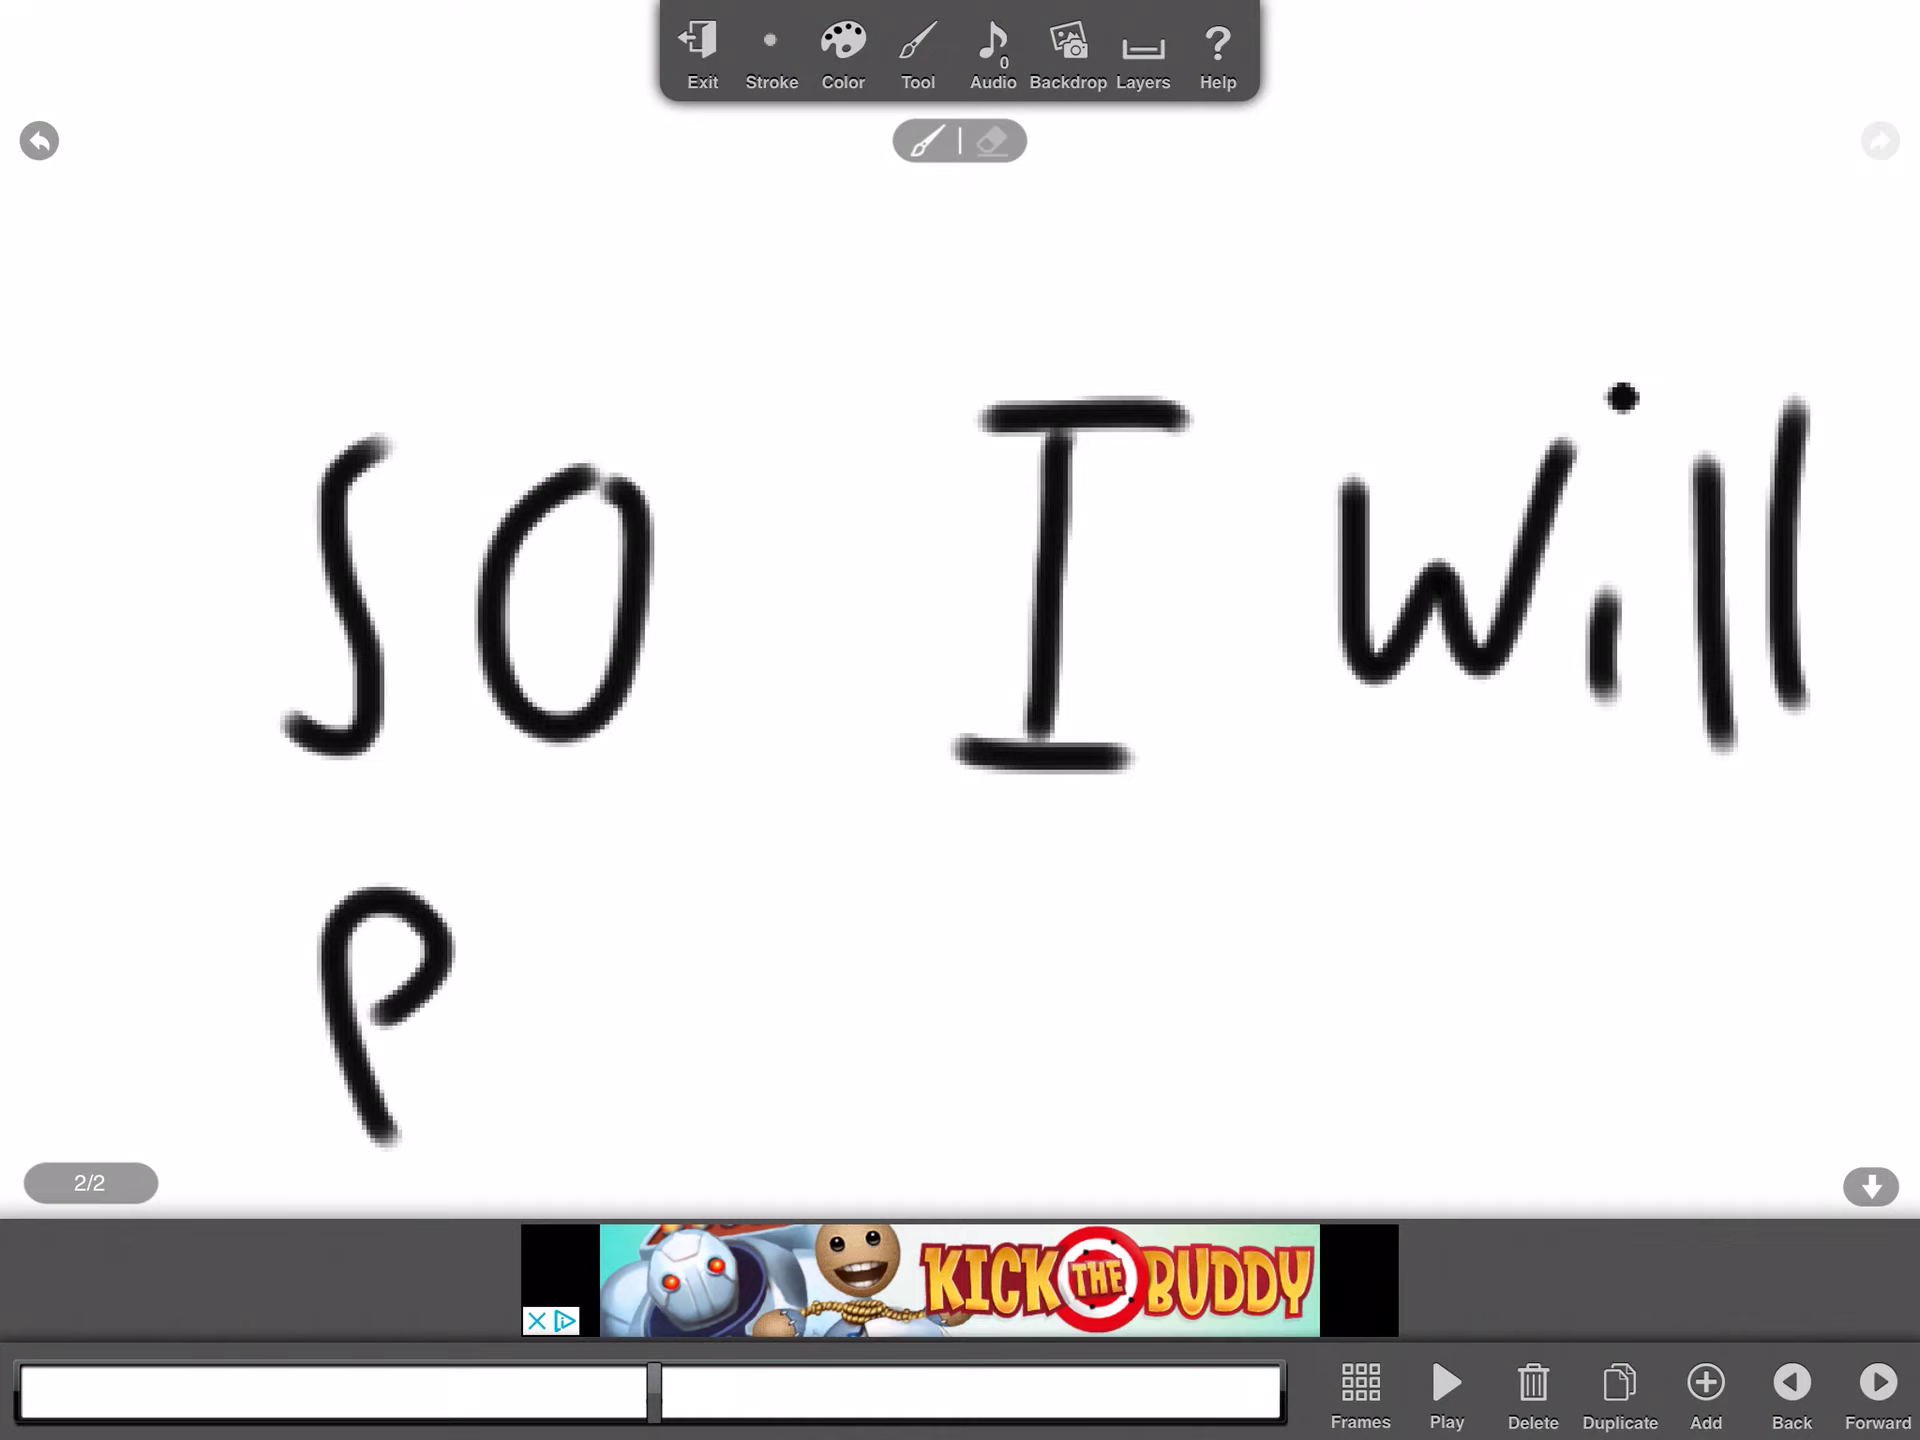 Exit Stroke Color Tool Audio 0 Backdrop Layers Help
so I will
P
2/2
KICK THE BUDDY
Frames Play Delete Duplicate Add Back Forward